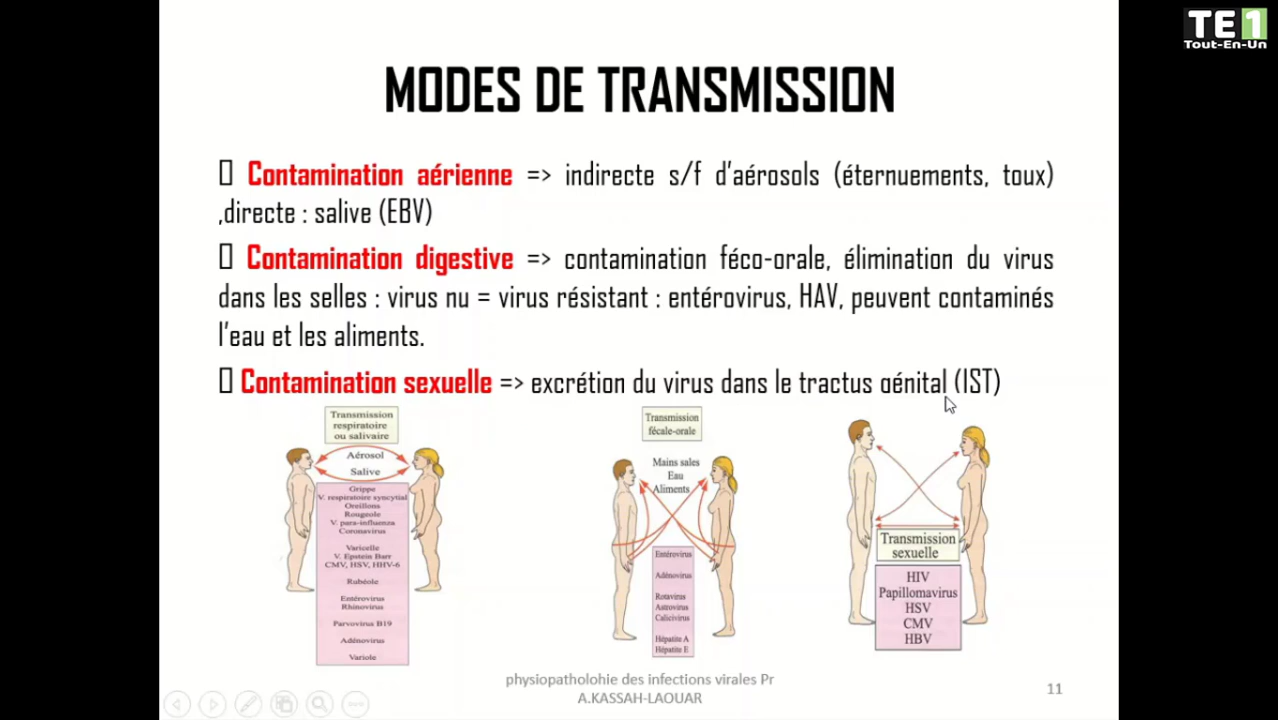 TE1
Tout-En-Un
MODES DE TRANSMISSION
Contamination aérienne => indirecte s/f d'aérosols (éternuements, toux)
,directe : salive (EBV)
Contamination digestive => contamination féco-orale, élimination du virus
dans les selles : virus nu = virus résistant : entérovirus, HAV, peuvent contaminés
l'eau et les aliments.
Contamination sexuelle => excrétion du virus dans le tractus génital (IST)
Transmission
respiratoire
ou salivaire
Aérosol
Salive
Grippe
V. respiratoire syncytial
Oreillons
Rougeole
V. para-influenza
Coronavirus
Varicelle
V. Epstein Barr
CMV, HSV, HHV-6
Rubéole
Entérovirus
Rhinovirus
Parvovirus B19
Adénovirus
Variole
Transmission
fécale-orale
Mains sales
Eau
Aliments
Entérovirus
Adénovirus
Rotavirus
Astrovirus
Calicivirus
Hépatite A
Hépatite E
Transmission
sexuelle
HIV
Papillomavirus
HSV
CMV
HBV
physiopatholohie des infections virales Pr
A.KASSAH-LAOUAR
11